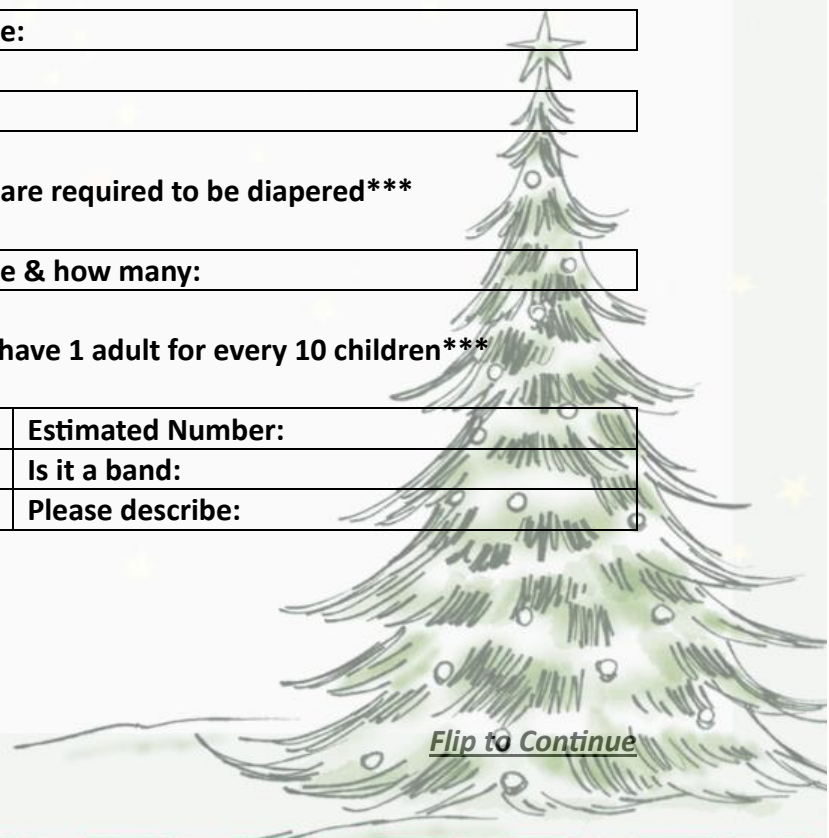 e:
are required to be diapered***
e & how many:
have 1 adult for every 10 children***
Estimated Number:
Is it a band:
Please describe:
Flip to Continue